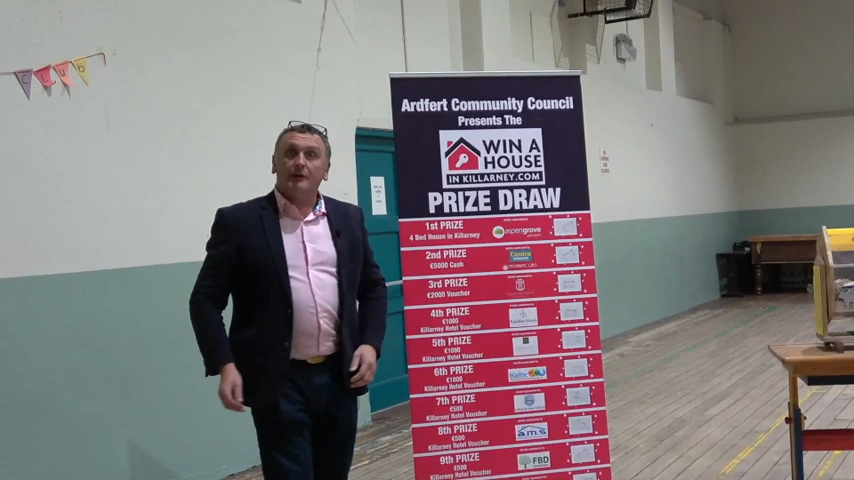 CLUb
Ardfert Community Council
Presents The
WIN A
HOUSE
IN KILLARNEY.COM
PRIZE DRAW
1st PRIZE
4 Bed House in Killarney
aspengrove
2nd PRIZE
€5000 Cash
Centra
3rd PRIZE
€2000 Voucher
4th PRIZE
€1000
Killarney Hotel Voucher
5th PRIZE
€1000
Killarney Hotel Voucher
6th PRIZE
€1000
Killarney Hotel Voucher
Keltic
7th PRIZE
€500
Killarney Hotel Voucher
8th PRIZE
€500
Killarney Hotel Voucher
a.m.s
9th PRIZE
€500
Killarney Hotel Voucher
FBD